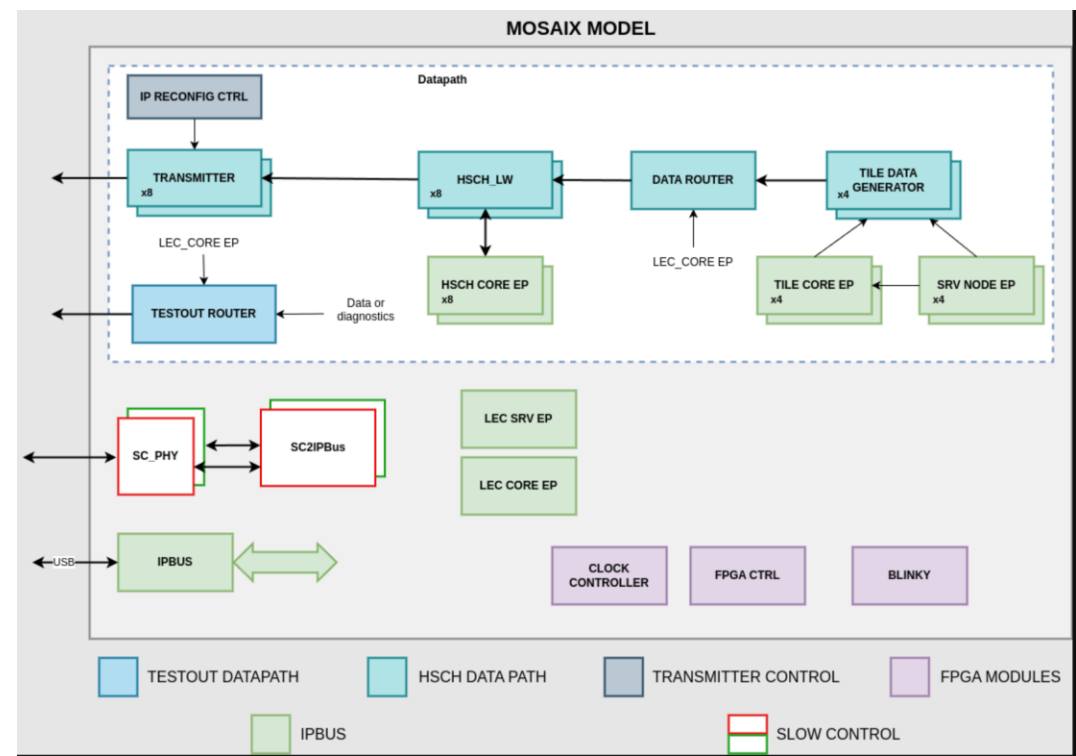 MOSAIX MODEL
Datapath
IP RECONFIG CTRL
TRANSMITTER
x8
HSCH_LW
x8
DATA ROUTER
TILE DATA
GENERATOR
x4
LEC_CORE EP
LEC_CORE EP
HSCH CORE EP
x8
TILE CORE EP
x4
SRV NODE EP
x4
TESTOUT ROUTER
Data or
diagnostics
LEC SRV EP
SC_PHY
SC2IPBus
LEC CORE EP
USB
IPBUS
CLOCK
CONTROLLER
FPGA CTRL
BLINKY
TESTOUT DATAPATH
HSCH DATA PATH
TRANSMITTER CONTROL
FPGA MODULES
IPBUS
SLOW CONTROL